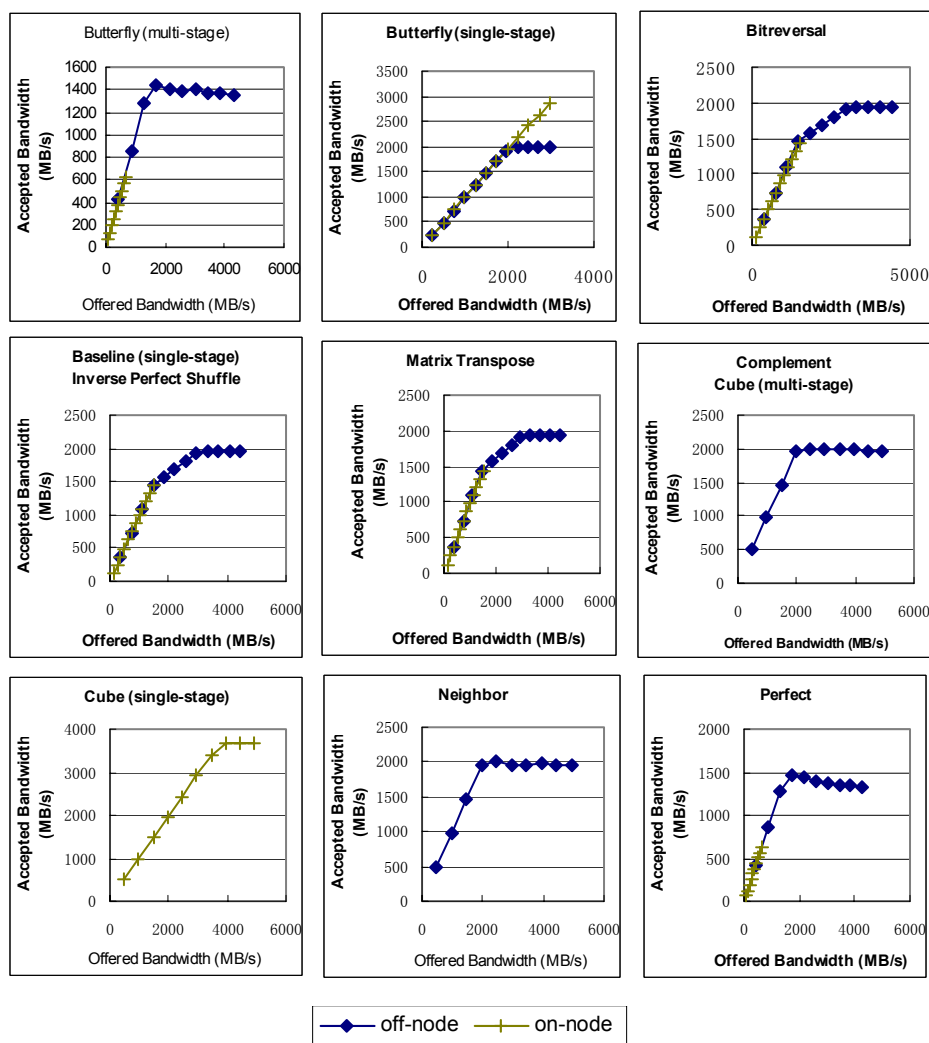 Butterfly (multi-stage)
Accepted Bandwidth
(MB/s)
1600
1400
1200
1000
800
600
400
200
0
0 2000 4000 6000
Offered Bandwidth (MB/s)
Butterfly (single-stage)
Accepted Bandwidth
(MB/s)
3500
3000
2500
2000
1500
1000
500
0
0 2000 4000
Offered Bandwidth (MB/s)
Bitreversal
Accepted Bandwidth
(MB/s)
2500
2000
1500
1000
500
0
0 5000
Offered Bandwidth (MB/s)
Baseline (single-stage)
Inverse Perfect Shuffle
Accepted Bandwidth
(MB/s)
2500
2000
1500
1000
500
0
0 2000 4000 6000
Offered Bandwidth (MB/s)
Matrix Transpose
Accepted Bandwidth
(MB/s)
2500
2000
1500
1000
500
0
0 2000 4000 6000
Offered Bandwidth (MB/s)
Complement
Cube (multi-stage)
Accepted Bandwidth
(MB/s)
2500
2000
1500
1000
500
0
0 2000 4000 6000
Offered Bandwidth (MB/s)
Cube (single-stage)
Accepted Bandwidth
(MB/s)
4000
3000
2000
1000
0
0 2000 4000 6000
Offered Bandwidth (MB/s)
Neighbor
Accepted Bandwidth
(MB/s)
2500
2000
1500
1000
500
0
0 2000 4000 6000
Offered Bandwidth (MB/s)
Perfect
Accepted Bandwidth
(MB/s)
2000
1500
1000
500
0
0 2000 4000 6000
Offered Bandwidth (MB/s)
off-node on-node